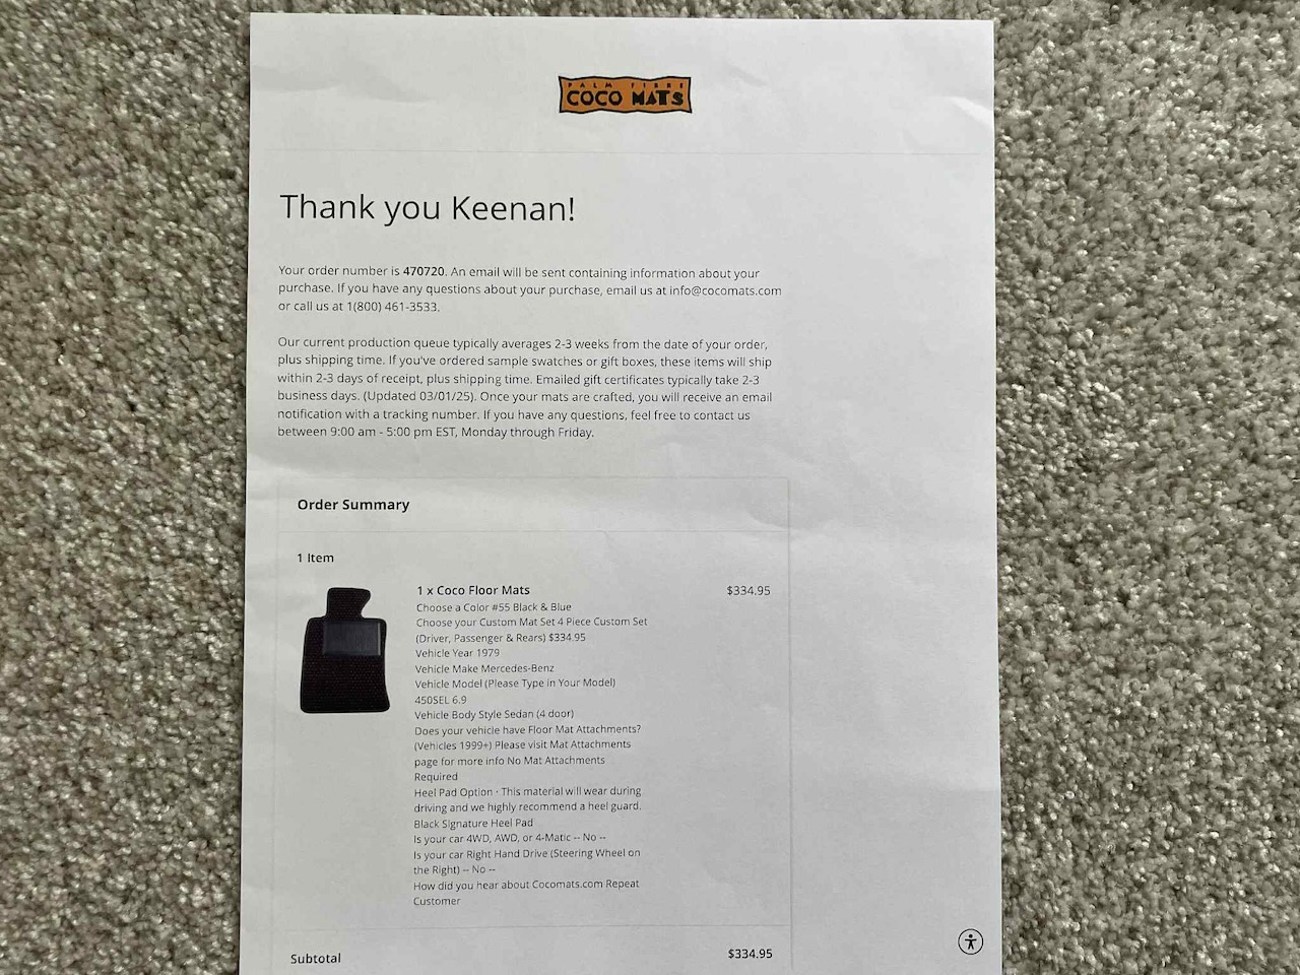 PALM FIBRE
COCO MATS
Thank you Keenan!
Your order number is 470720. An email will be sent containing information about your
purchase. If you have any questions about your purchase, email us at info@cocomats.com
or call us at 1(800) 461-3533.
Our current production queue typically averages 2-3 weeks from the date of your order,
plus shipping time. If you've ordered sample swatches or gift boxes, these items will ship
within 2-3 days of receipt, plus shipping time. Emailed gift certificates typically take 2-3
business days. (Updated 03/01/25). Once your mats are crafted, you will receive an email
notification with a tracking number. If you have any questions, feel free to contact us
between 9:00 am - 5:00 pm EST, Monday through Friday.
Order Summary
1 Item
1 x Coco Floor Mats $334.95
Choose a Color #55 Black & Blue
Choose your Custom Mat Set 4 Piece Custom Set
(Driver, Passenger & Rears) $334.95
Vehicle Year 1979
Vehicle Make Mercedes-Benz
Vehicle Model (Please Type in Your Model)
450SEL 6.9
Vehicle Body Style Sedan (4 door)
Does your vehicle have Floor Mat Attachments?
(Vehicles 1999+) Please visit Mat Attachments
page for more info No Mat Attachments
Required
Heel Pad Option - This material will wear during
driving and we highly recommend a heel guard.
Black Signature Heel Pad
Is your car 4WD, AWD, or 4-Matic -- No --
Is your car Right Hand Drive (Steering Wheel on
the Right) -- No --
How did you hear about Cocomats.com Repeat
Customer
Subtotal $334.95